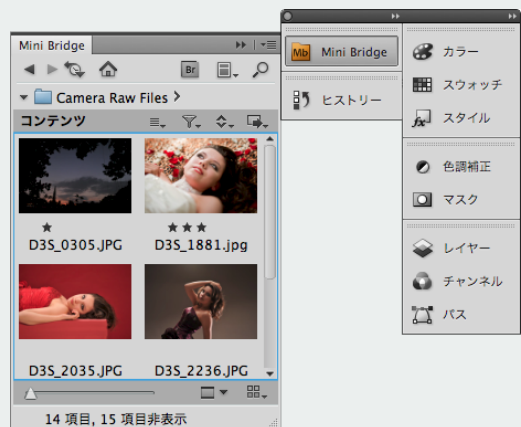 Mini Bridge
Br
Camera Raw Files
コンテンツ
D3S_0305.JPG
D3S_1881.jpg
D3S_2035.JPG
D3S_2236.JPG
14 項目, 15 項目非表示
Mb Mini Bridge
ヒストリー
カラー
スウォッチ
fx スタイル
色調補正
マスク
レイヤー
チャンネル
パス